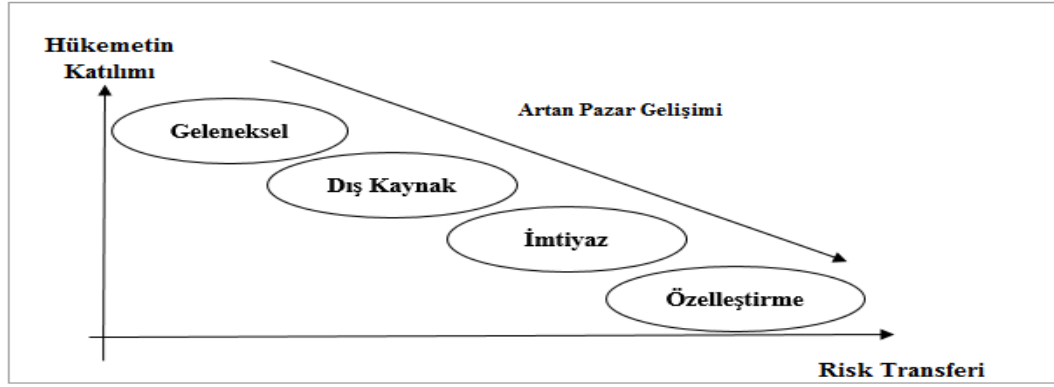 Hükemetin
Katılımı
Artan Pazar Gelişimi
Geleneksel
Dış Kaynak
İmtiyaz
Özelleştirme
Risk Transferi